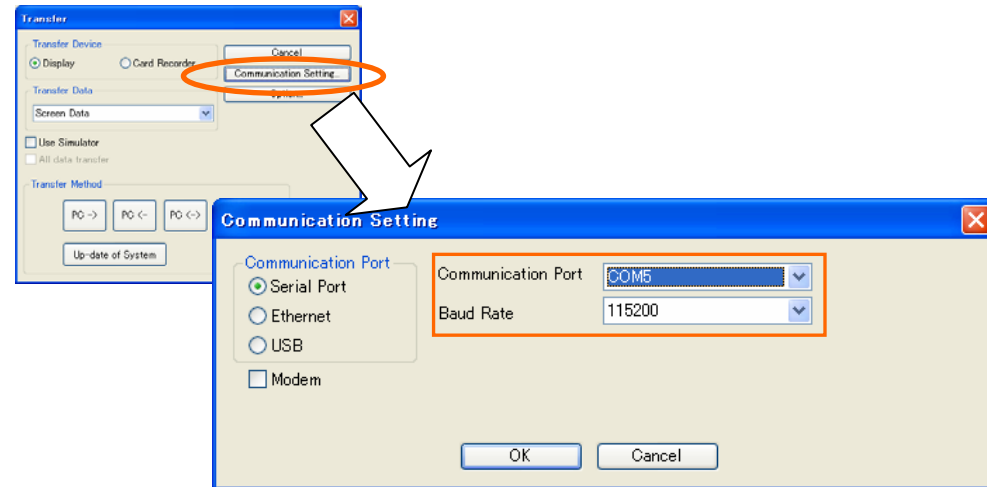 Transfer
Transfer Device
Display
Card Recorder
Cancel
Communication Setting...
Transfer Data
Screen Data
Use Simulator
All data transfer
Transfer Method
PC ->
PC <-
PC <->
Up-date of System
Communication Setting
Communication Port
Serial Port
Ethernet
USB
Modem
Communication Port
COM5
Baud Rate
115200
OK
Cancel